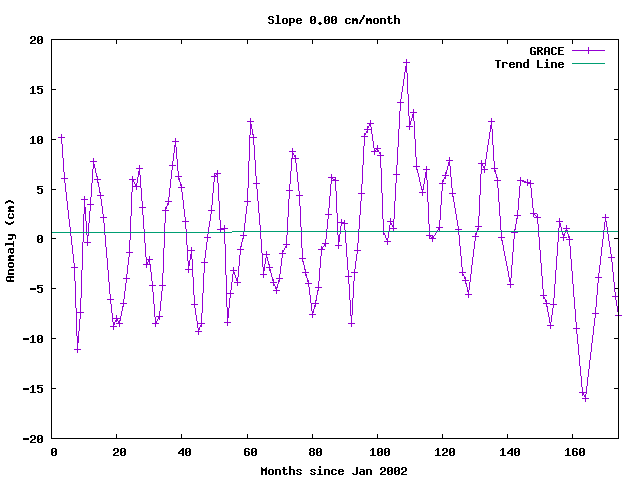 Slope 0.00 cm/month
GRACE
Trend Line
20
15
10
5
0
-5
-10
-15
-20
Anomaly (cm)
0 20 40 60 80 100 120 140 160
Months since Jan 2002